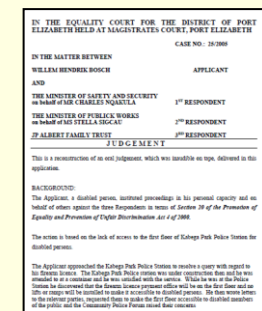 IN THE EQUALITY COURT FOR THE DISTRICT OF PORT
ELIZABETH HELD AT MAGISTRATES COURT, PORT ELIZABETH
CASE NO.: 25/2005
IN THE MATTER BETWEEN
WILLEM HENDRIK BOSCH APPLICANT
AND
THE MINISTER OF SAFETY AND SECURITY
on behalf of MR CHARLES NQAKULA 1ST RESPONDENT
THE MINISTER OF PUBLICK WORKS
on behalf of MS STELLA SIGCAU 2ND RESPONDENT
JP ALBERT FAMILY TRUST 3RD RESPONDENT
JUDGEMENT
This is a reconstruction of an oral judgement, which was inaudible on tape, delivered in this
application.
BACKGROUND:
The Applicant, a disabled person, instituted proceedings in his personal capacity and on
behalf of others against the three Respondents in terms of Section 20 of the Promotion of
Equality and Prevention of Unfair Discrimination Act 4 of 2000.
The action is based on the lack of access to the first floor of Kabega Park Police Station for
disabled persons.
The Applicant approached the Kabega Park Police Station to resolve a query with regard to
his firearm licence. The Kabega Park Police station was under construction then and he was
attended to at a container and he was satisfied with the service. While he was at the Police
Station he discovered that the firearm licence payment office will be on the first floor and no
lifts or ramps will be installed to make it accessible to disabled persons. He then wrote letters
to the relevant parties, requested them to make the first floor accessible to disabled members
of the public and the Community Police Forum raised their concerns